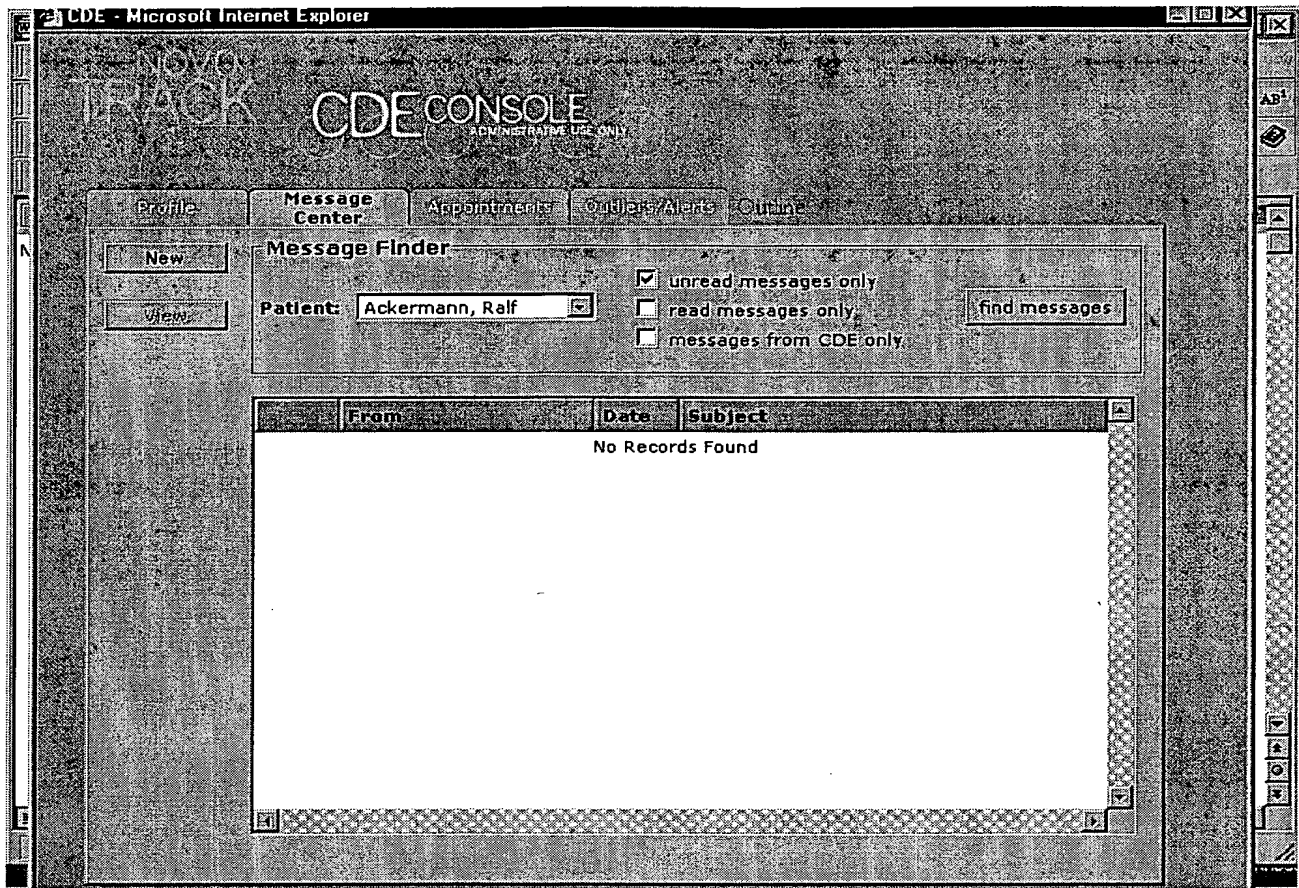 CDE - Microsoft Internet Explorer
NOVO
TRACK
CDE CONSOLE
ADMINISTRATIVE USE ONLY
AB¹
Profile
Message
Center
Appointments
Outliers/Alerts
Outline
N
New
View
Message Finder
Patient:
Ackermann, Ralf
unread messages only
read messages only
messages from CDE only
find messages
From
Date
Subject
No Records Found